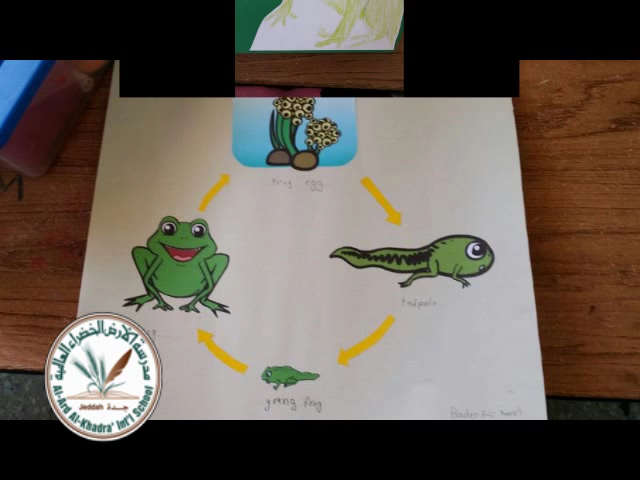 frog egg
tadpole
young frog
مدرسة الأرض الخضراء العالمية
Jeddah جدة
Al-Ard Al-Khadra' Int'l School